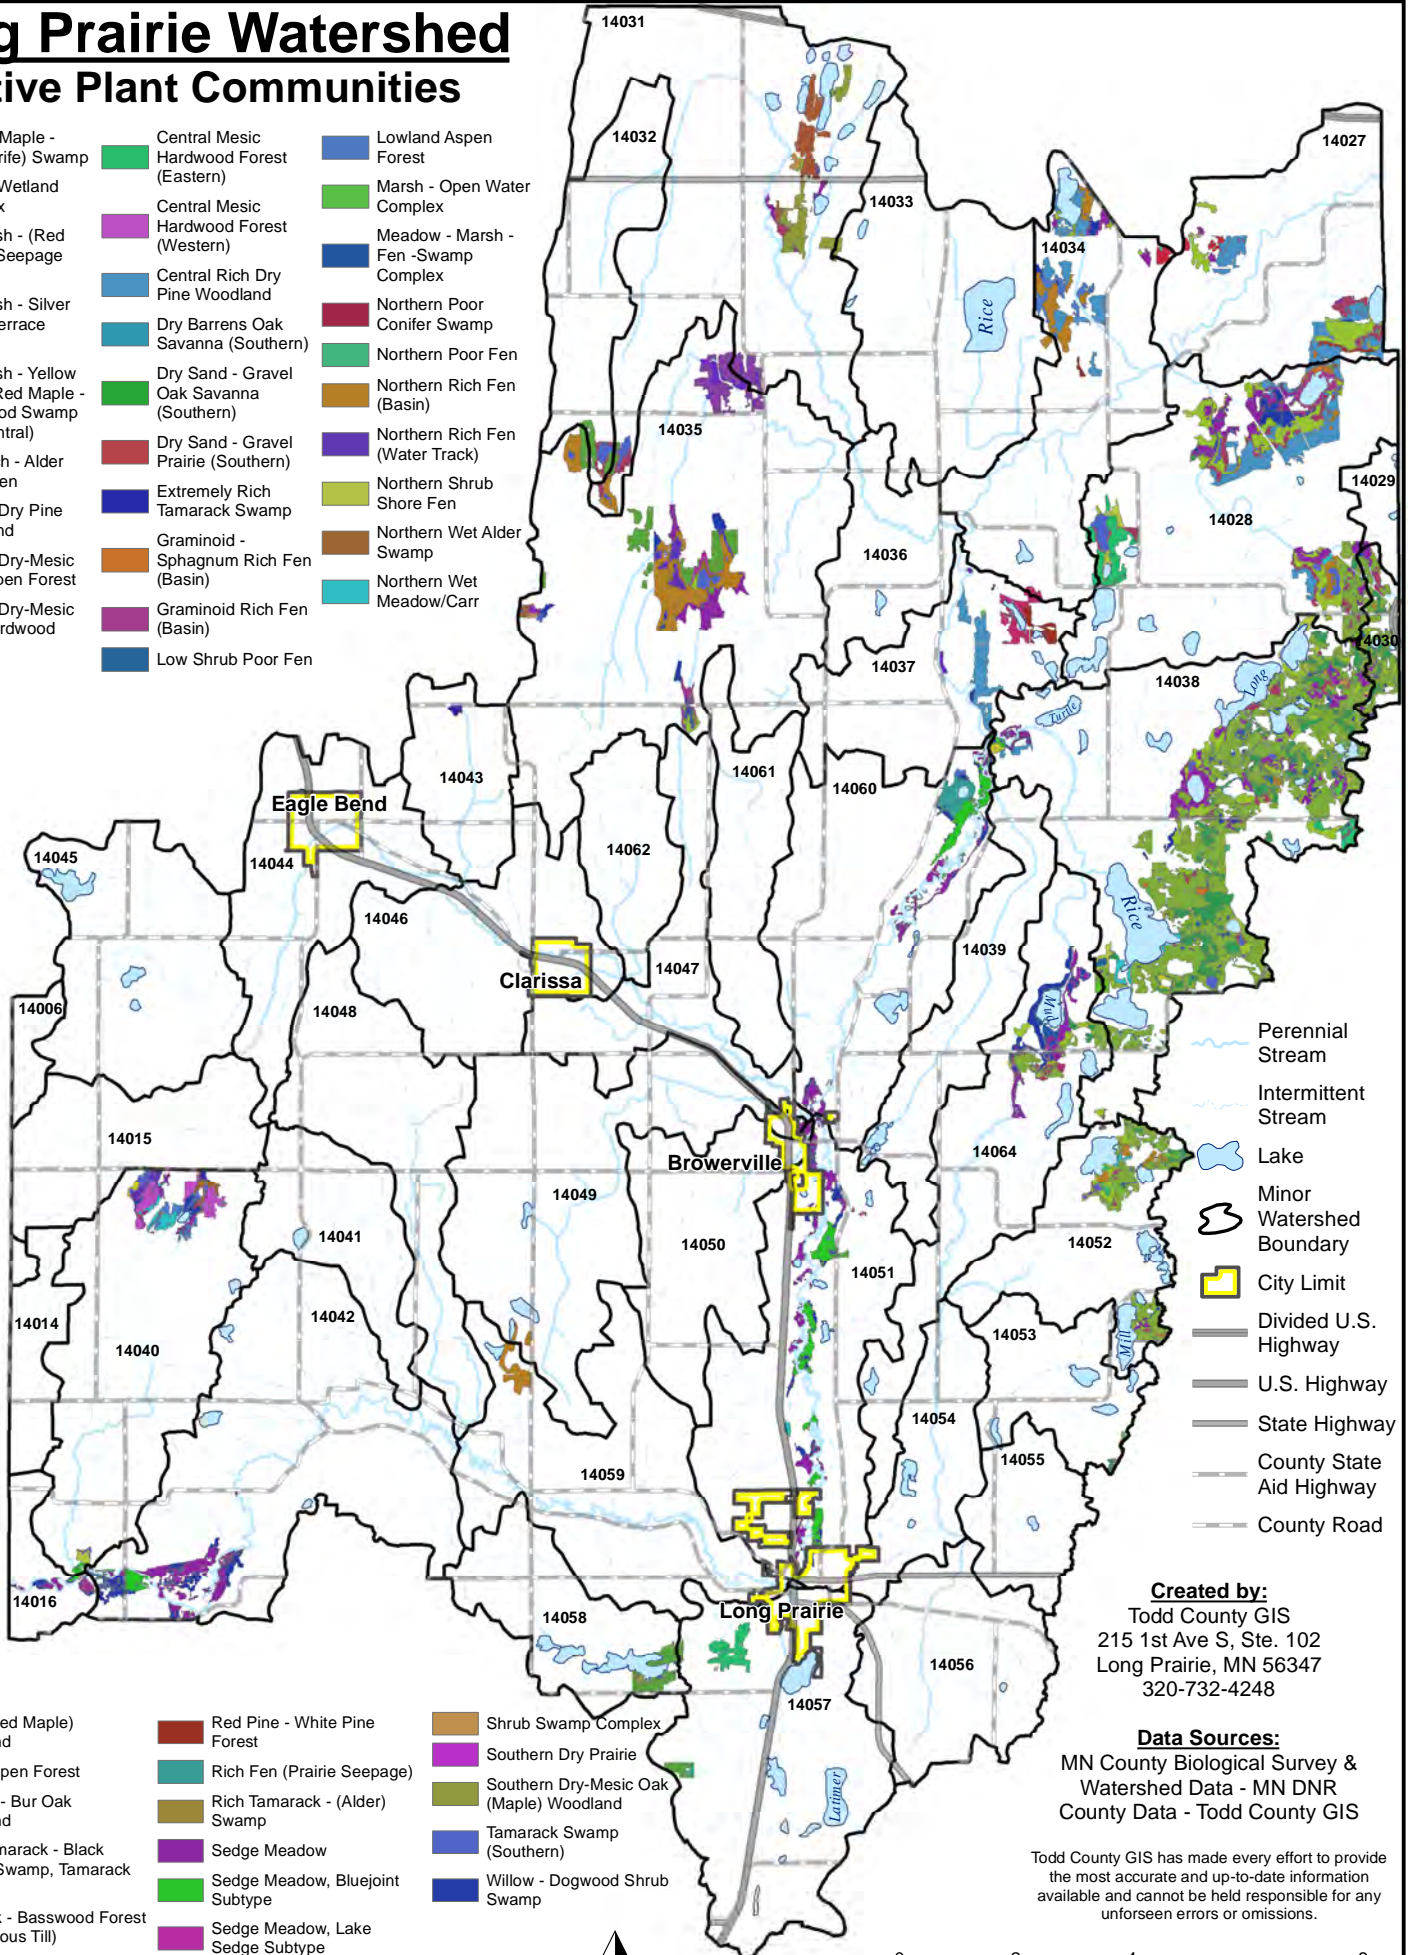 g Prairie Watershed
tive Plant Communities
Maple -
rife) Swamp
Wetland
x
sh - (Red
Seepage
sh - Silver
errace
sh - Yellow
Red Maple -
od Swamp
ntral)
h - Alder
en
Dry Pine
nd
Dry-Mesic
pen Forest
Dry-Mesic
rdwood
Central Mesic
Hardwood Forest
(Eastern)
Central Mesic
Hardwood Forest
(Western)
Central Rich Dry
Pine Woodland
Dry Barrens Oak
Savanna (Southern)
Dry Sand - Gravel
Oak Savanna
(Southern)
Dry Sand - Gravel
Prairie (Southern)
Extremely Rich
Tamarack Swamp
Graminoid -
Sphagnum Rich Fen
(Basin)
Graminoid Rich Fen
(Basin)
Low Shrub Poor Fen
Lowland Aspen
Forest
Marsh - Open Water
Complex
Meadow - Marsh -
Fen -Swamp
Complex
Northern Poor
Conifer Swamp
Northern Poor Fen
Northern Rich Fen
(Basin)
Northern Rich Fen
(Water Track)
Northern Shrub
Shore Fen
Northern Wet Alder
Swamp
Northern Wet
Meadow/Carr
14031
14032
14027
14033
14034
Rice
14035
14029
14028
14036
14030
14037
14038
Long
Turtle
14043
14061
14060
Eagle Bend
14045
14044
14062
14046
Rice
14039
14047
Clarissa
14006
14048
Mud
14015
14064
Browerville
14049
14041
14050
14052
14051
14014
14042
14053
Mill
14040
14054
14055
14059
14016
14058
Long Prairie
14056
14057
Latimer
Perennial
Stream
Intermittent
Stream
Lake
Minor
Watershed
Boundary
City Limit
Divided U.S.
Highway
U.S. Highway
State Highway
County State
Aid Highway
County Road
Created by:
Todd County GIS
215 1st Ave S, Ste. 102
Long Prairie, MN 56347
320-732-4248
Data Sources:
MN County Biological Survey &
Watershed Data - MN DNR
County Data - Todd County GIS
Todd County GIS has made every effort to provide
the most accurate and up-to-date information
available and cannot be held responsible for any
unforseen errors or omissions.
ed Maple)
nd
pen Forest
- Bur Oak
nd
marack - Black
Swamp, Tamarack
k - Basswood Forest
ous Till)
Red Pine - White Pine
Forest
Rich Fen (Prairie Seepage)
Rich Tamarack - (Alder)
Swamp
Sedge Meadow
Sedge Meadow, Bluejoint
Subtype
Sedge Meadow, Lake
Sedge Subtype
Shrub Swamp Complex
Southern Dry Prairie
Southern Dry-Mesic Oak
(Maple) Woodland
Tamarack Swamp
(Southern)
Willow - Dogwood Shrub
Swamp